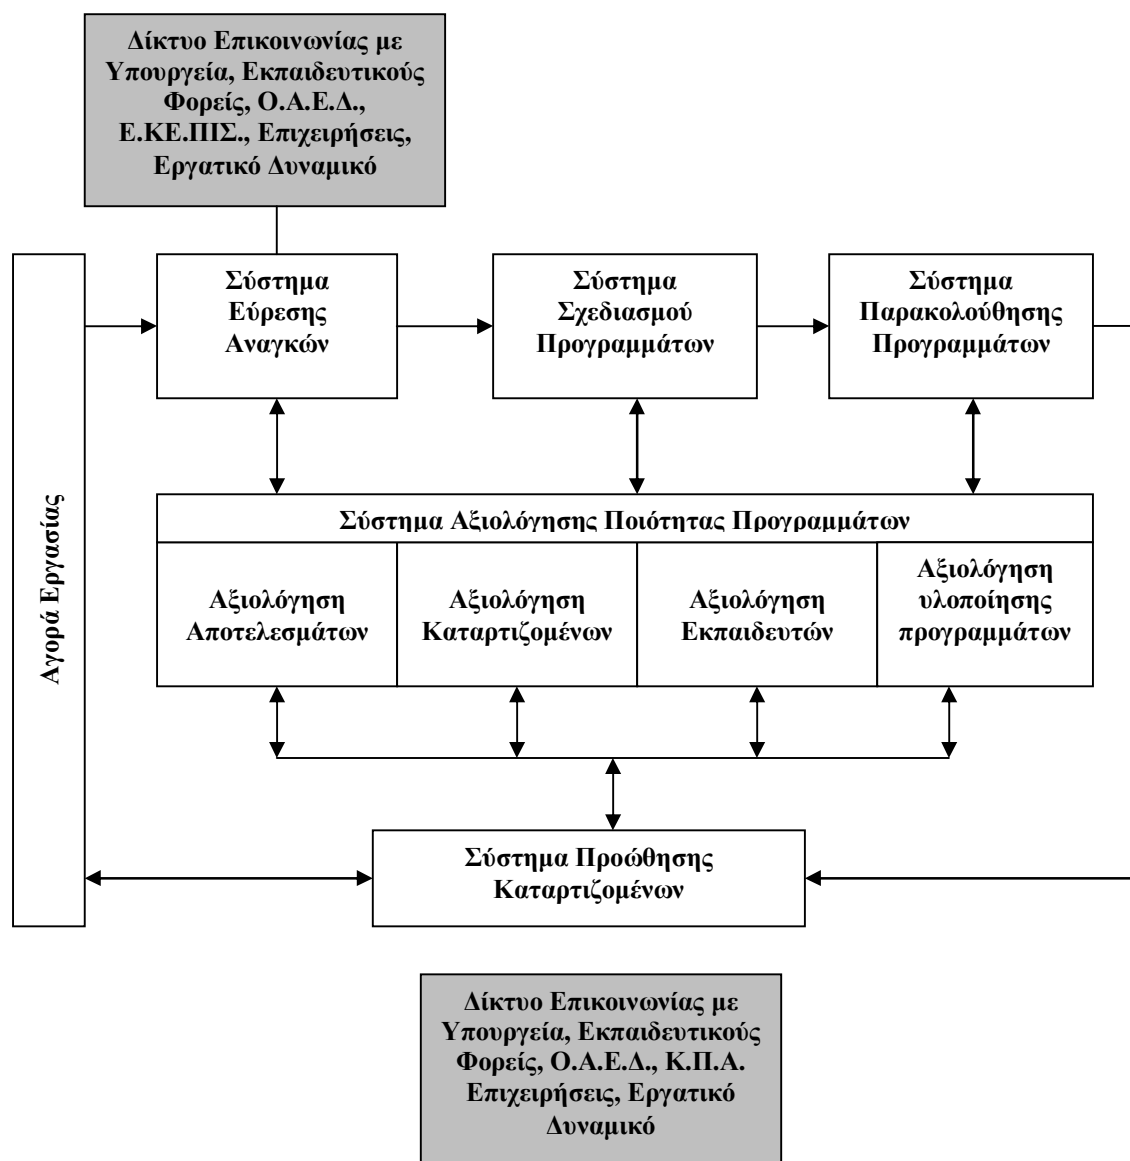 Δίκτυο Επικοινωνίας με
Υπουργεία, Εκπαιδευτικούς
Φορείς, Ο.Α.Ε.Δ.,
Ε.ΚΕ.ΠΙΣ., Επιχειρήσεις,
Εργατικό Δυναμικό
Σύστημα
Εύρεσης
Αναγκών
Σύστημα
Σχεδιασμού
Προγραμμάτων
Σύστημα
Παρακολούθησης
Προγραμμάτων
Αγορά Εργασίας
Σύστημα Αξιολόγησης Ποιότητας Προγραμμάτων
Αξιολόγηση
Αποτελεσμάτων
Αξιολόγηση
Καταρτιζομένων
Αξιολόγηση
Εκπαιδευτών
Αξιολόγηση
υλοποίησης
προγραμμάτων
Σύστημα Προώθησης
Καταρτιζομένων
Δίκτυο Επικοινωνίας με
Υπουργεία, Εκπαιδευτικούς
Φορείς, Ο.Α.Ε.Δ., Κ.Π.Α.
Επιχειρήσεις, Εργατικό
Δυναμικό